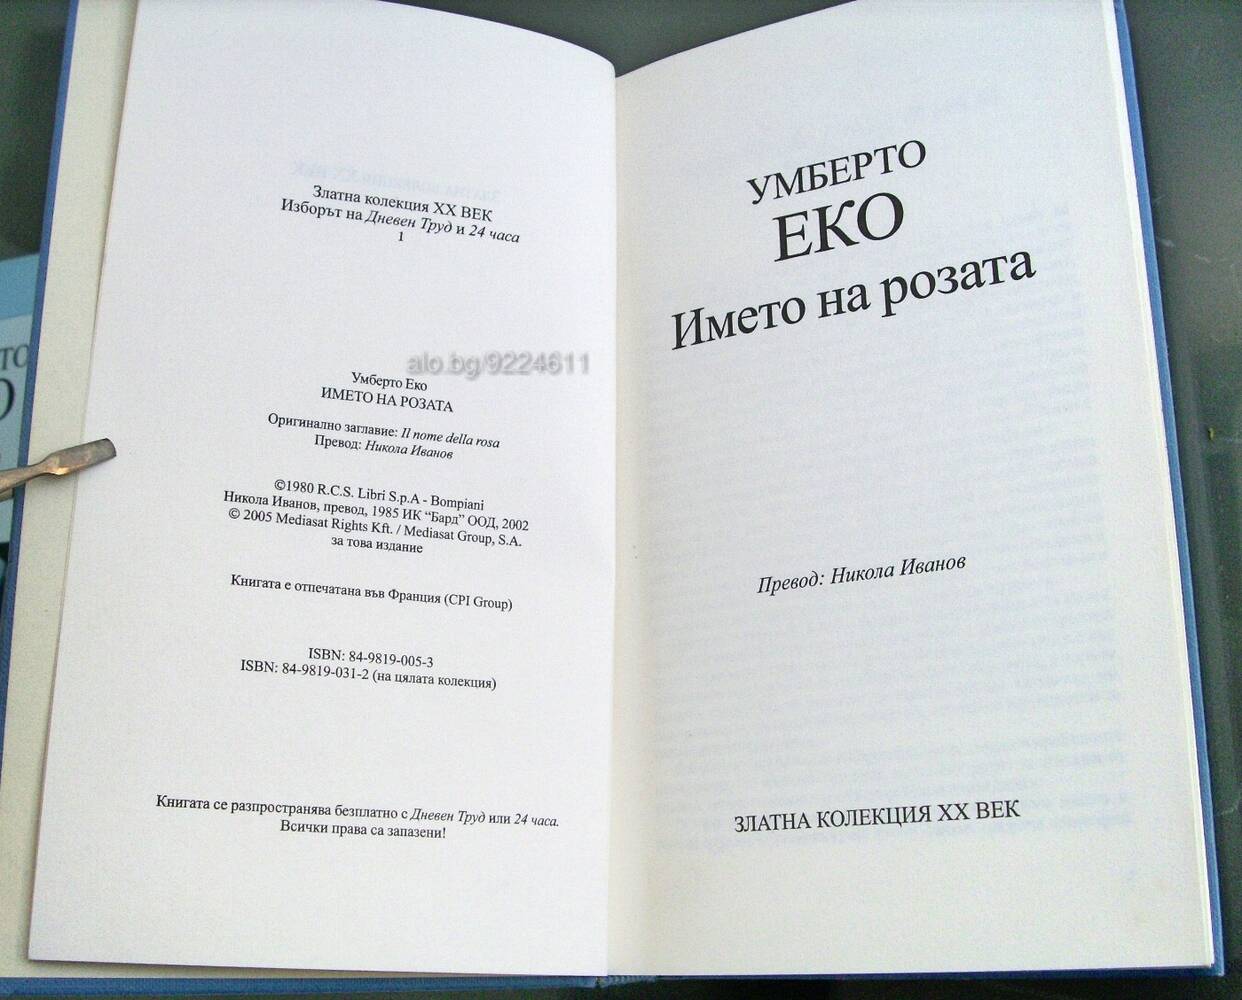 Златна колекция XX ВЕК
Изборът на Дневен Труд и 24 часа
1
alo.bg/9224611
Умберто Еко
ИМЕТО НА РОЗАТА
Оригинално заглавие: Il nome della rosa
Превод: Никола Иванов
©1980 R.C.S. Libri S.p.A - Bompiani
Никола Иванов, превод, 1985 ИК “Бард” ООД, 2002
© 2005 Mediasat Rights Kft. / Mediasat Group, S.A.
за това издание
Книгата е отпечатана във Франция (CPI Group)
ISBN: 84-9819-005-3
ISBN: 84-9819-031-2 (на цялата колекция)
Книгата се разпространява безплатно с Дневен Труд или 24 часа.
Всички права са запазени!
УМБЕРТО
ЕКО
Името на розата
Превод: Никола Иванов
ЗЛАТНА КОЛЕКЦИЯ XX ВЕК